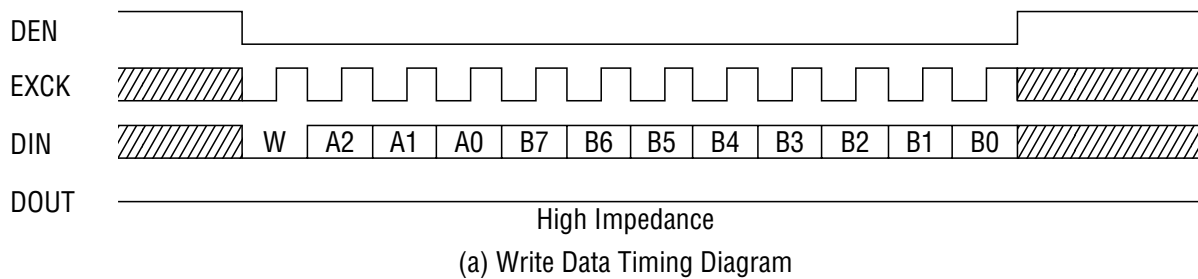 DEN
EXCK
DIN W A2 A1 A0 B7 B6 B5 B4 B3 B2 B1 B0
DOUT
High Impedance
(a) Write Data Timing Diagram